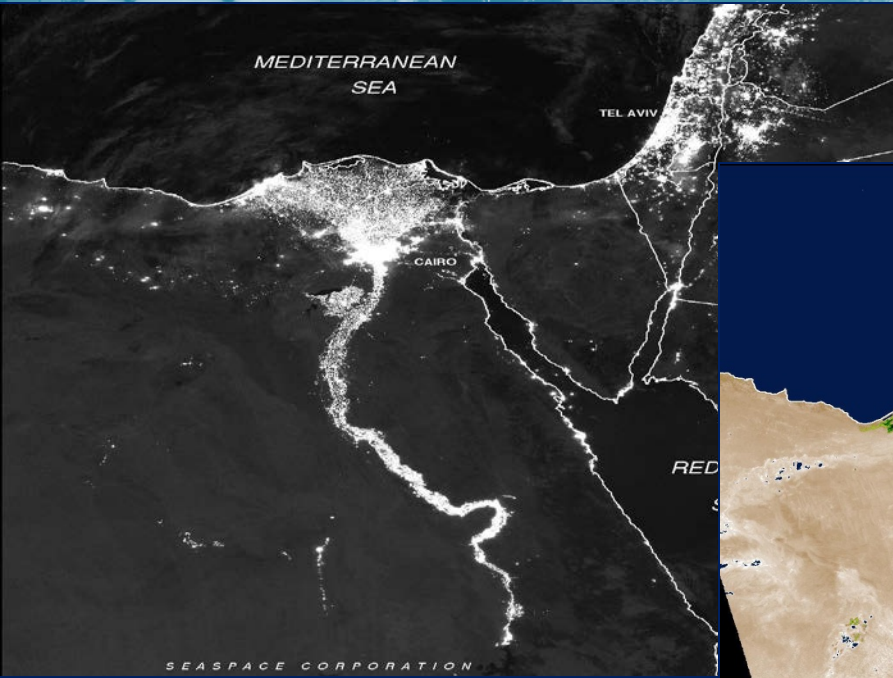 MEDITERRANEAN
SEA
TEL AVIV
CAIRO
RED
SEASPACE CORPORATION